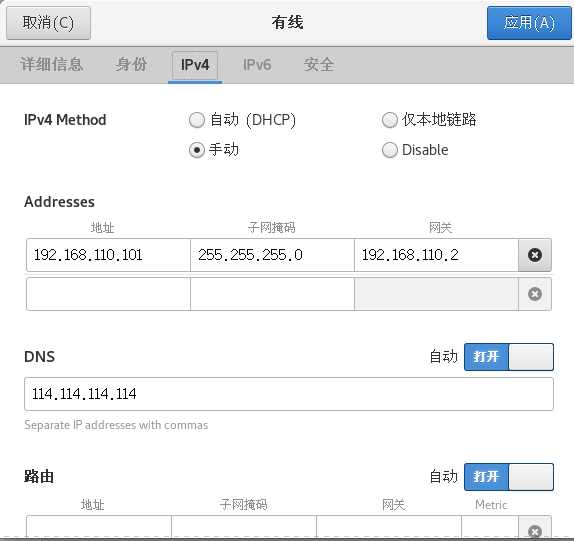 取消(C) 有线 应用(A)
详细信息 身份 IPv4 IPv6 安全
IPv4 Method 自动 (DHCP) 仅本地链路
手动 Disable
Addresses
地址 子网掩码 网关
192.168.110.101 255.255.255.0 192.168.110.2
DNS 自动 打开
114.114.114.114
Separate IP addresses with commas
路由 自动 打开
地址 子网掩码 网关 Metric